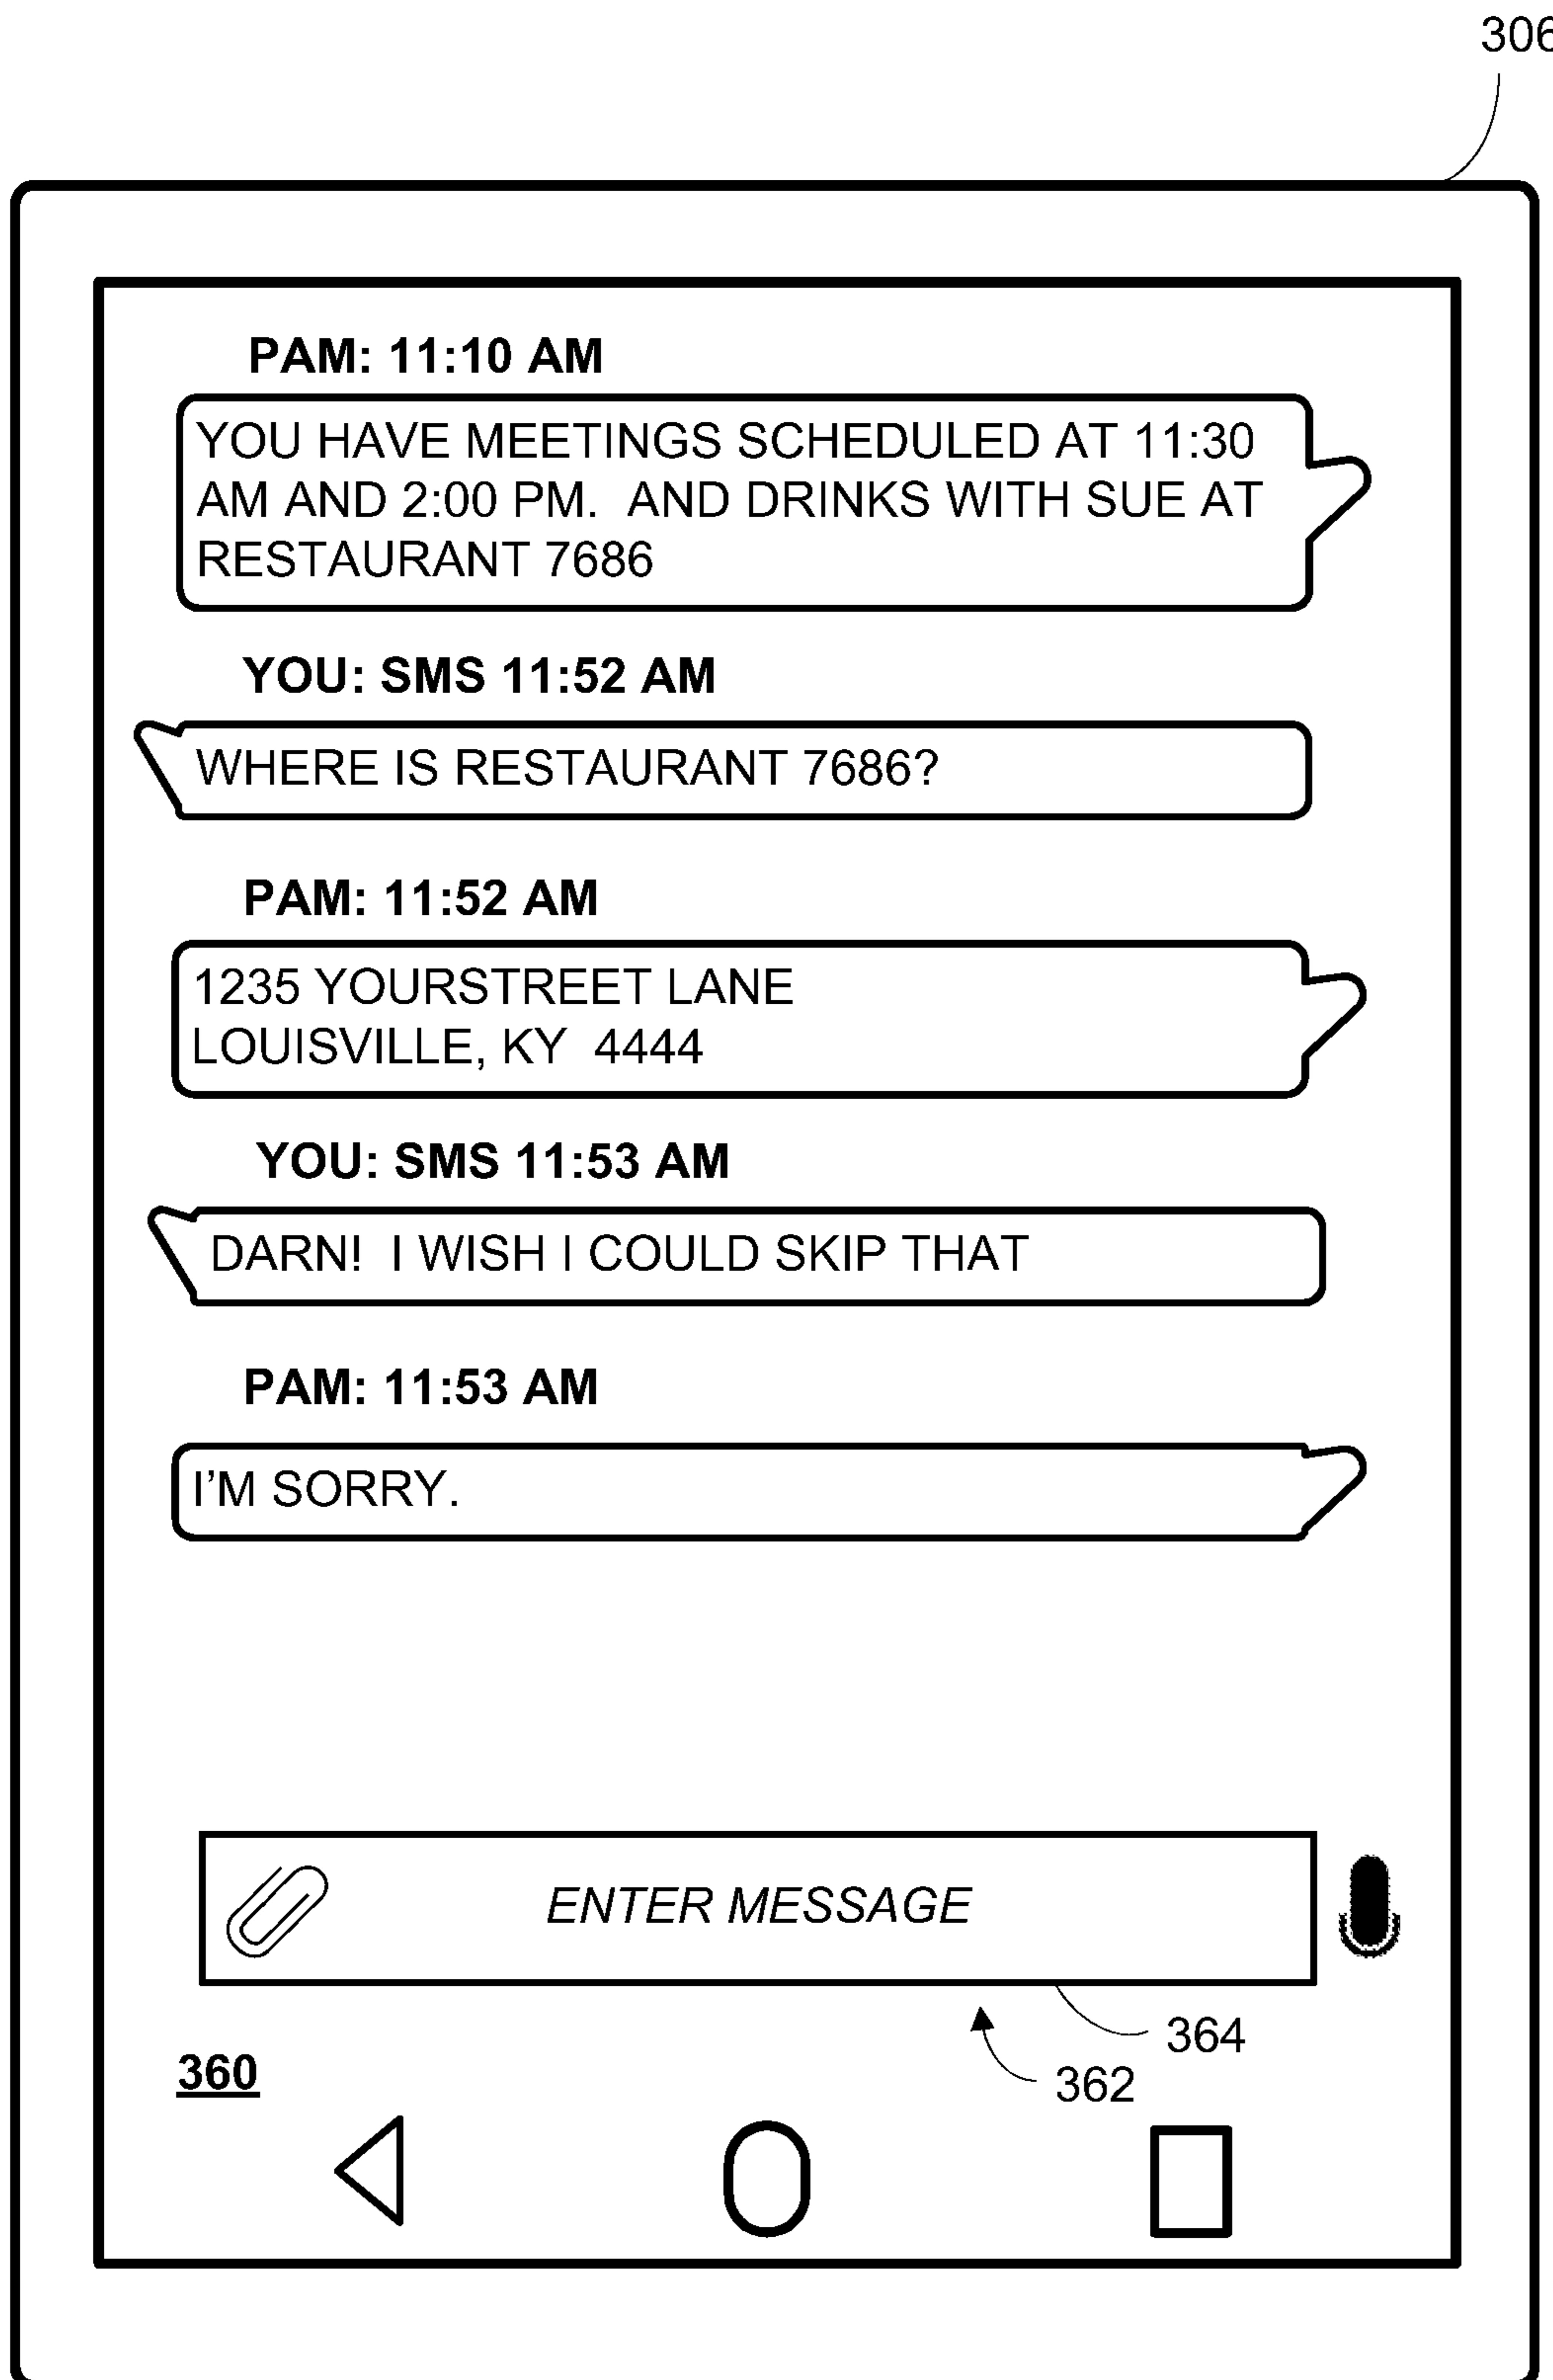 306
PAM: 11:10 AM
YOU HAVE MEETINGS SCHEDULED AT 11:30
AM AND 2:00 PM.  AND DRINKS WITH SUE AT
RESTAURANT 7686
YOU: SMS 11:52 AM
WHERE IS RESTAURANT 7686?
PAM: 11:52 AM
1235 YOURSTREET LANE
LOUISVILLE, KY  4444
YOU: SMS 11:53 AM
DARN!  I WISH I COULD SKIP THAT
PAM: 11:53 AM
I’M SORRY.
ENTER MESSAGE
364
360
362